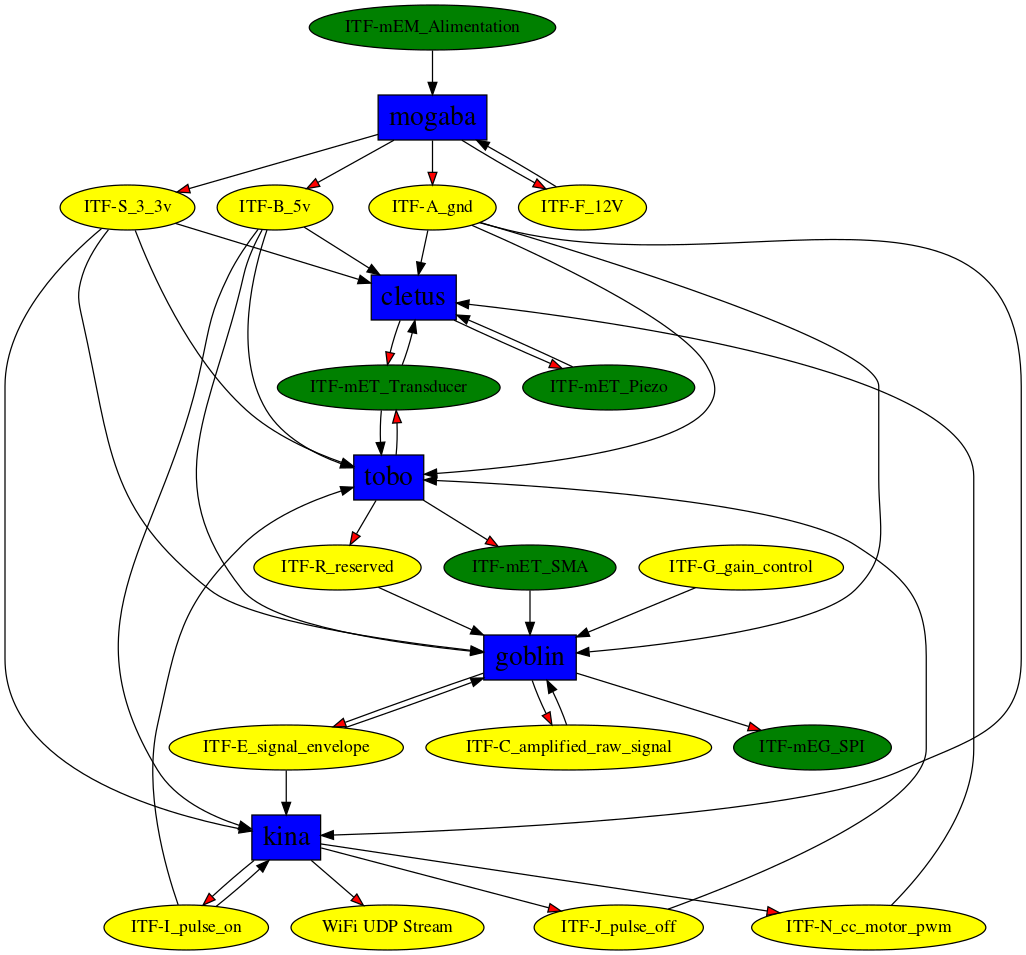 ITF-mEM_Alimentation
mogaba
ITF-S_3_3v
ITF-B_5v
ITF-A_gnd
ITF-F_12V
cletus
ITF-mET_Transducer
ITF-mET_Piezo
tobo
ITF-R_reserved
ITF-mET_SMA
ITF-G_gain_control
goblin
ITF-E_signal_envelope
ITF-C_amplified_raw_signal
ITF-mEG_SPI
kina
ITF-I_pulse_on
WiFi UDP Stream
ITF-J_pulse_off
ITF-N_cc_motor_pwm